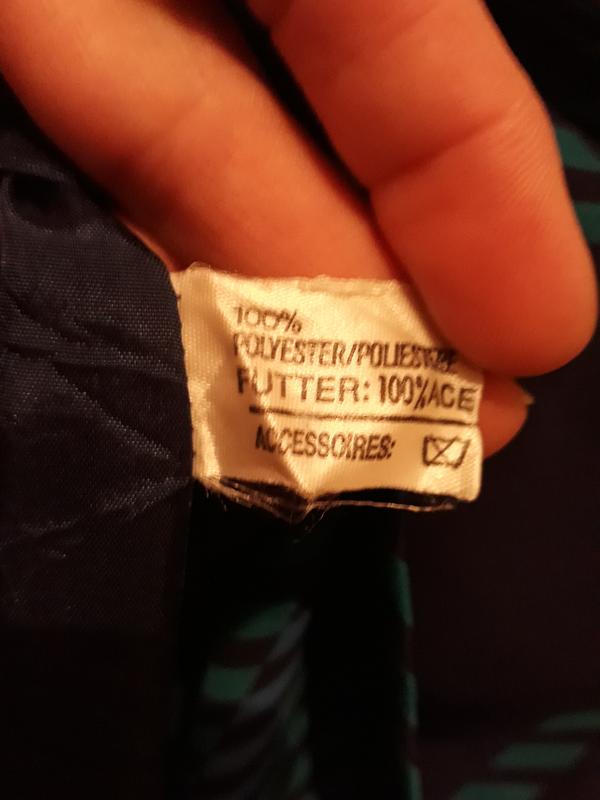 100%
POLYESTER/POLIESTERE
FUTTER: 100%ACE
ACCESSOIRES: